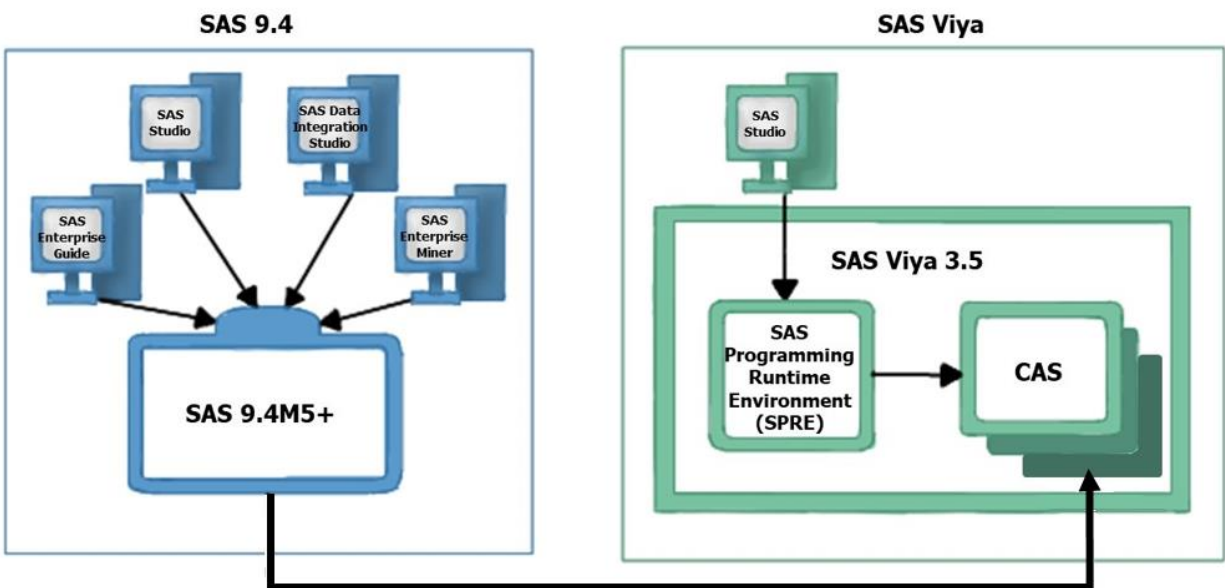 SAS 9.4
SAS
Studio
SAS Data
Integration
Studio
SAS
Enterprise
Guide
SAS
Enterprise
Miner
SAS 9.4M5+
SAS Viya
SAS
Studio
SAS Viya 3.5
SAS
Programming
Runtime
Environment
(SPRE)
CAS